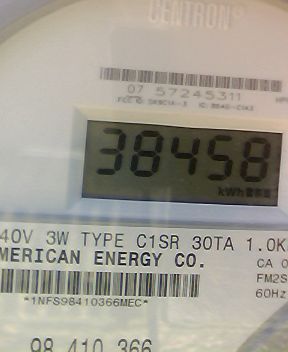 CENTRON®
07 57245311
38458
kWh
40V 3W TYPE C1SR 30TA 1.0K
MERICAN ENERGY CO.
CA 0
FM2S
60Hz
*1NFS98410366MEC*
98 410 366